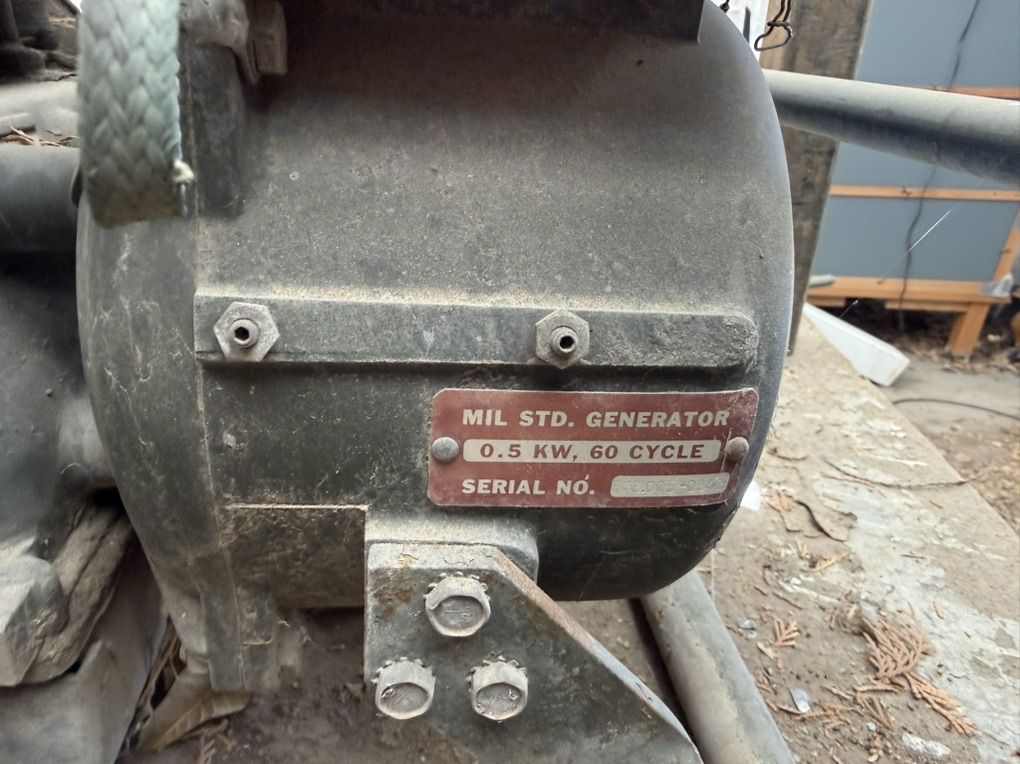 MIL STD. GENERATOR
0.5 KW, 60 CYCLE
SERIAL NO.